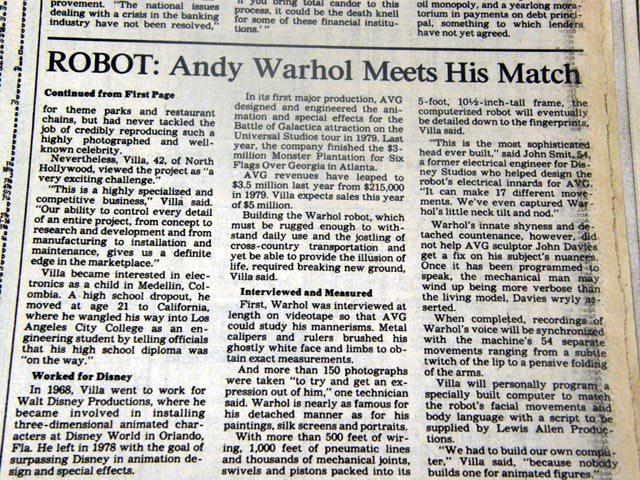 provement. "The national issues
dealing with a crisis in the banking
industry have not been resolved,"
If you bring total candor to this
process, it could be the death knell
for some of these financial institu-
tions.' "
oil monopoly, and a yearlong mora-
torium in payments on debt princi-
pal, something to which lenders
have not yet agreed.
ROBOT: Andy Warhol Meets His Match
Continued from First Page
for theme parks and restaurant
chains, but had never tackled the
job of credibly reproducing such a
highly photographed and well-
known celebrity.
Nevertheless, Villa, 42, of North
Hollywood, viewed the project as "a
very exciting challenge."
"This is a highly specialized and
competitive business," Villa said.
"Our ability to control every detail
of an entire project, from concept to
research and development and from
manufacturing to installation and
maintenance, gives us a definite
edge in the marketplace."
Villa became interested in elec-
tronics as a child in Medellin, Col-
ombia. A high school dropout, he
moved at age 21 to California,
where he wangled his way into Los
Angeles City College as an en-
gineering student by telling officials
that his high school diploma was
"on the way."
Worked for Disney
In 1968, Villa went to work for
Walt Disney Productions, where he
became involved in installing
three-dimensional animated char-
acters at Disney World in Orlando,
Fla. He left in 1978 with the goal of
surpassing Disney in animation de-
sign and special effects.
In its first major production, AVG
designed and engineered the ani-
mation and special effects for the
Battle of Galactica attraction on the
Universal Studios tour in 1979. Last
year, the company finished the $3-
million Monster Plantation for Six
Flags Over Georgia in Atlanta.
AVG revenues have leaped to
$3.5 million last year from $215,000
in 1979. Villa expects sales this year
of $5 million.
Building the Warhol robot, which
must be rugged enough to with-
stand daily use and the jostling of
cross-country transportation and
yet be able to provide the illusion of
life, required breaking new ground,
Villa said.
Interviewed and Measured
First, Warhol was interviewed at
length on videotape so that AVG
could study his mannerisms. Metal
calipers and rulers brushed his
ghostly white face and limbs to ob-
tain exact measurements.
And more than 150 photographs
were taken "to try and get an ex-
pression out of him," one technician
said. Warhol is nearly as famous for
his detached manner as for his
paintings, silk screens and portraits.
With more than 500 feet of wir-
ing, 1,000 feet of pneumatic lines
and thousands of mechanical joints,
swivels and pistons packed into its
5-foot, 10½-inch-tall frame, the
computerized robot will eventually
be detailed down to the fingerprints,
Villa said.
"This is the most sophisticated
head ever built," said John Smit, 54,
a former electrical engineer for Dis-
ney Studios who helped design the
robot's electrical innards for AVG.
"It can make 17 different move-
ments. We've even captured War-
hol's little neck tilt and nod."
Warhol's innate shyness and de-
tached countenance, however, did
not help AVG sculptor John Davies
get a fix on his subject's nuances.
Once it has been programmed to
speak, the mechanical man may
wind up being more verbose than
the living model, Davies wryly as-
serted.
When completed, recordings of
Warhol's voice will be synchronized
with the machine's 54 separate
movements ranging from a subtle
twitch of the lip to a pensive folding
of the arms.
Villa will personally program a
specially built computer to match
the robot's facial movements and
body language with a script to be
supplied by Lewis Allen Produc-
tions.
"We had to build our own compu-
ter," Villa said, "because nobody
builds one for animated figures."